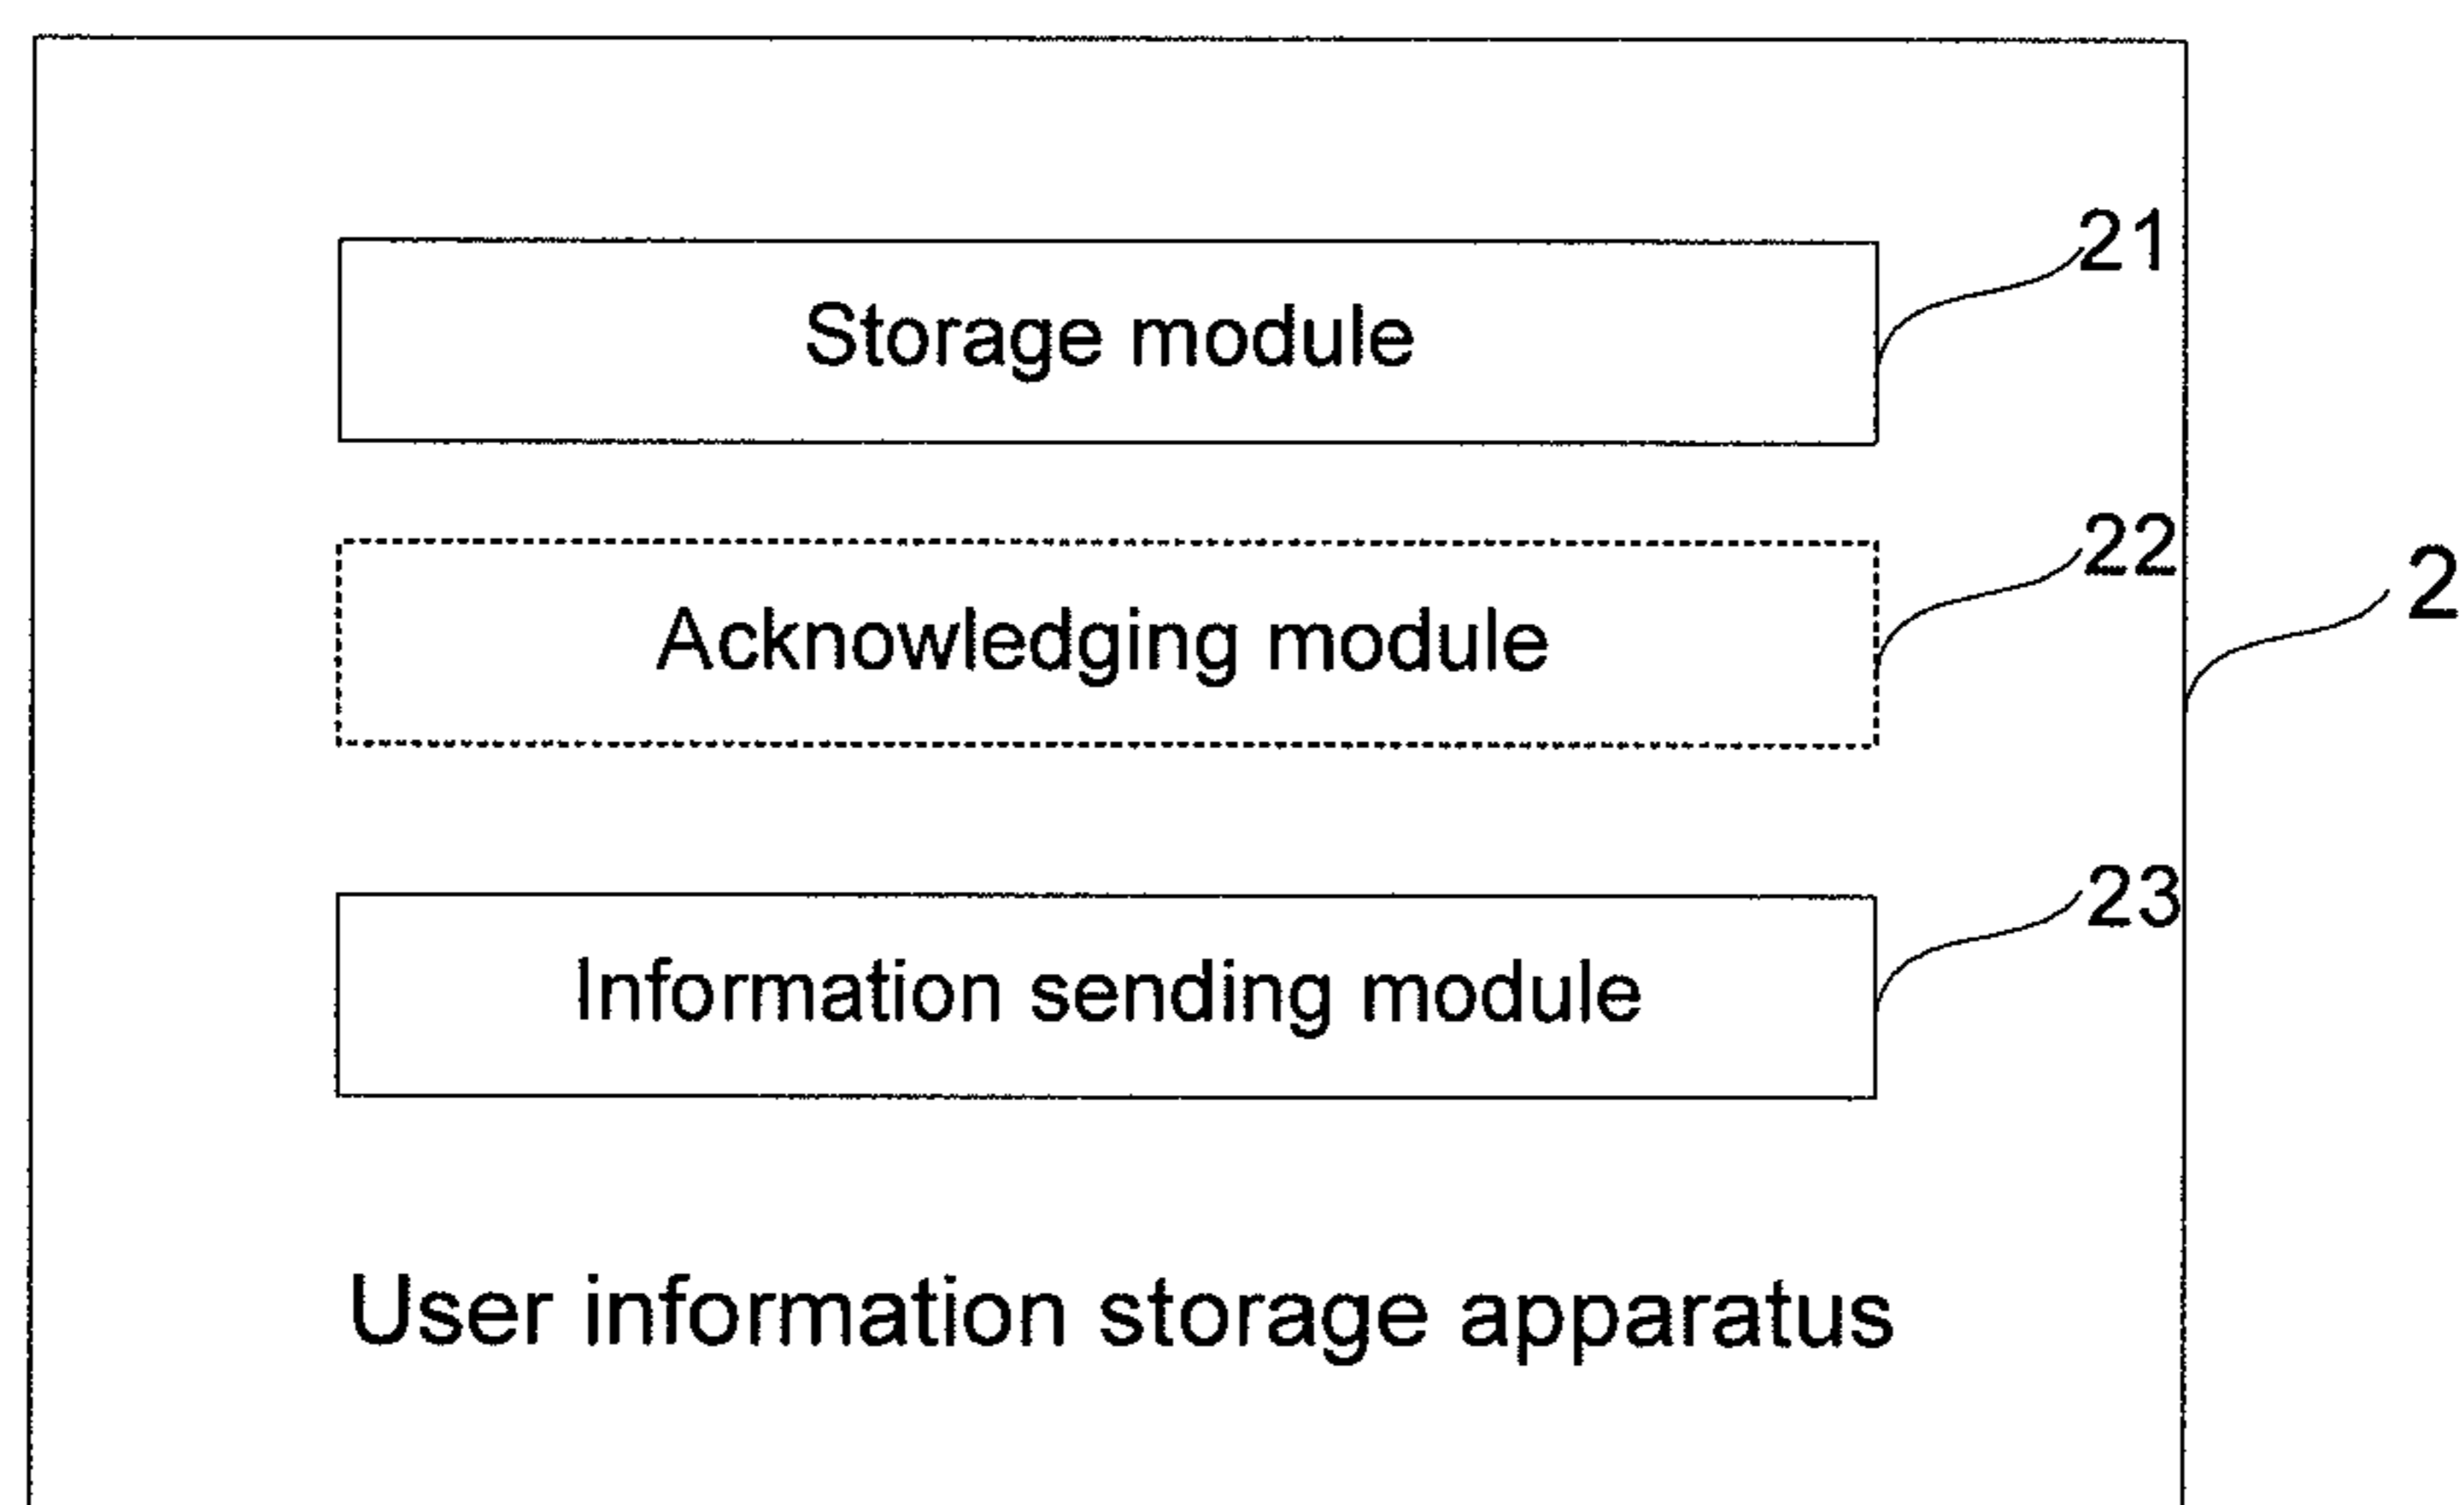 21
Storage module
22
2
Acknowledging module
23
Information sending module
User information storage apparatus